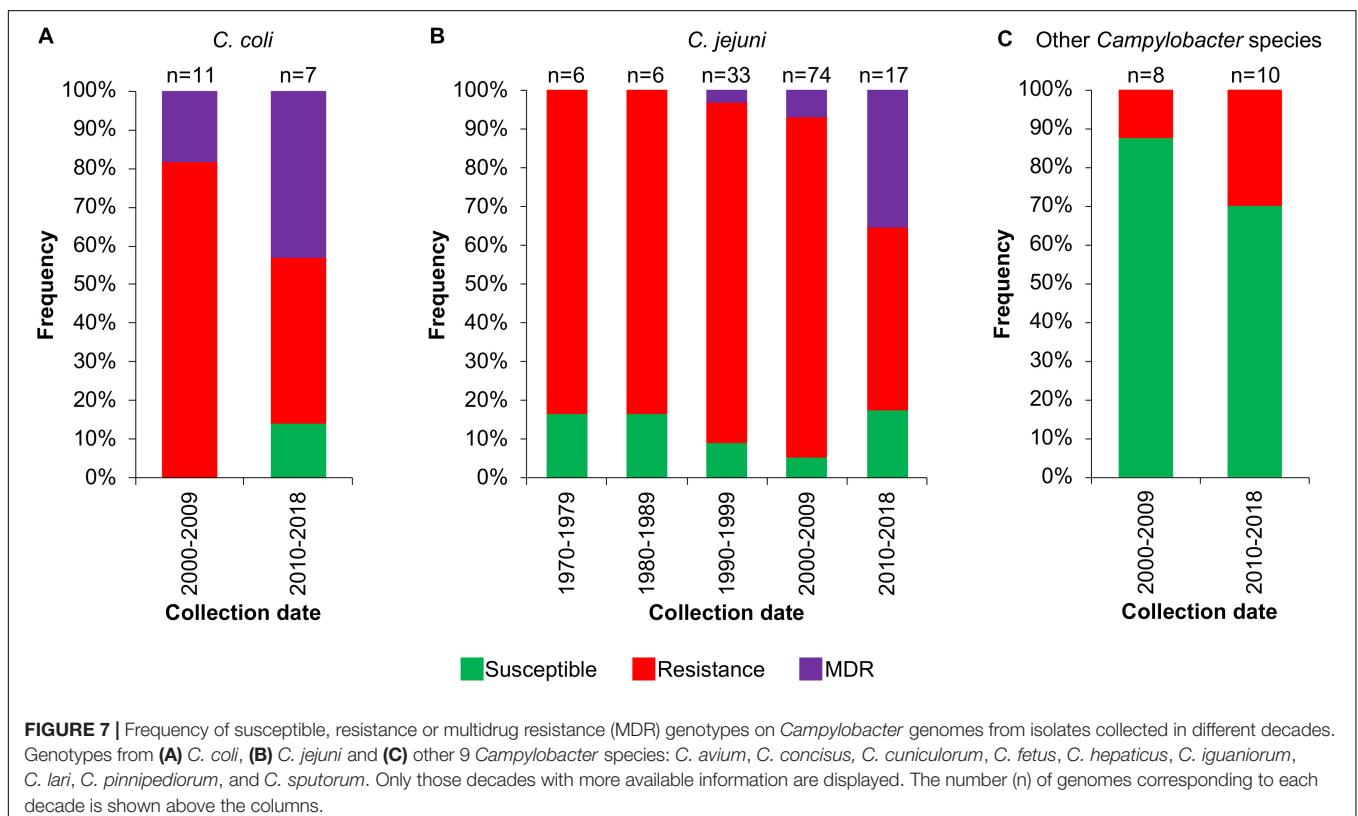 A
C. coli
n=11 n=7
100%
90%
80%
70%
60%
50%
40%
30%
20%
10%
0%
Frequency
2000-2009
2010-2018
Collection date
B
C. jejuni
n=6 n=6 n=33 n=74 n=17
100%
90%
80%
70%
60%
50%
40%
30%
20%
10%
0%
Frequency
1970-1979
1980-1989
1990-1999
2000-2009
2010-2018
Collection date
C Other Campylobacter species
n=8 n=10
100%
90%
80%
70%
60%
50%
40%
30%
20%
10%
0%
Frequency
2000-2009
2010-2018
Collection date
Susceptible Resistance MDR
FIGURE 7 | Frequency of susceptible, resistance or multidrug resistance (MDR) genotypes on Campylobacter genomes from isolates collected in different decades.
Genotypes from (A) C. coli, (B) C. jejuni and (C) other 9 Campylobacter species: C. avium, C. concisus, C. cuniculorum, C. fetus, C. hepaticus, C. iguaniorum,
C. lari, C. pinnipediorum, and C. sputorum. Only those decades with more available information are displayed. The number (n) of genomes corresponding to each
decade is shown above the columns.